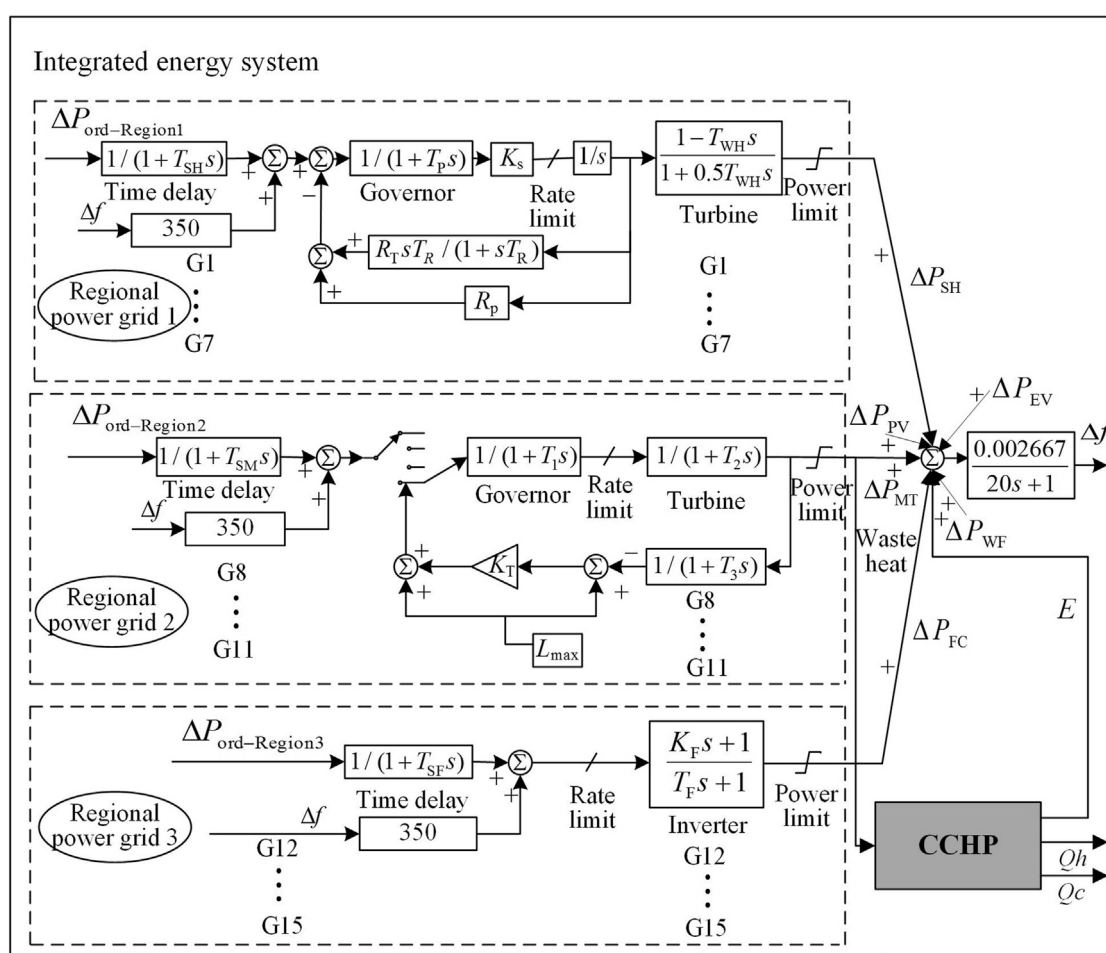 Integrated energy system
ΔP_ord−Region1
1/(1+T_SH s)
Time delay
Δf
350
G1
G7
Regional
power grid 1
+
+
Σ
+
−
Σ
1/(1+T_P s)
Governor
K_s
Rate
limit
1/s
1−T_WH s
1+0.5T_WH s
Turbine
Power
limit
G1
G7
Σ
+
+
R_T sT_R /(1+sT_R)
R_p
+
ΔP_SH
ΔP_ord−Region2
1/(1+T_SM s)
Time delay
Δf
350
G8
G11
Regional
power grid 2
+
+
Σ
1/(1+T_1 s)
Governor
Rate
limit
1/(1+T_2 s)
Turbine
Power
limit
Σ
+
+
K_T
Σ
−
+
1/(1+T_3 s)
G8
G11
L_max
ΔP_PV
+
+
ΔP_EV
+
+
Σ
ΔP_MT
+
+
ΔP_WF
0.002667
20s+1
Δf
Waste
heat
ΔP_FC
+
E
ΔP_ord−Region3
1/(1+T_SF s)
Time delay
Δf
350
G12
G15
Regional
power grid 3
+
+
Σ
Rate
limit
K_F s+1
T_F s+1
Inverter
Power
limit
G12
G15
CCHP
Qh
Qc